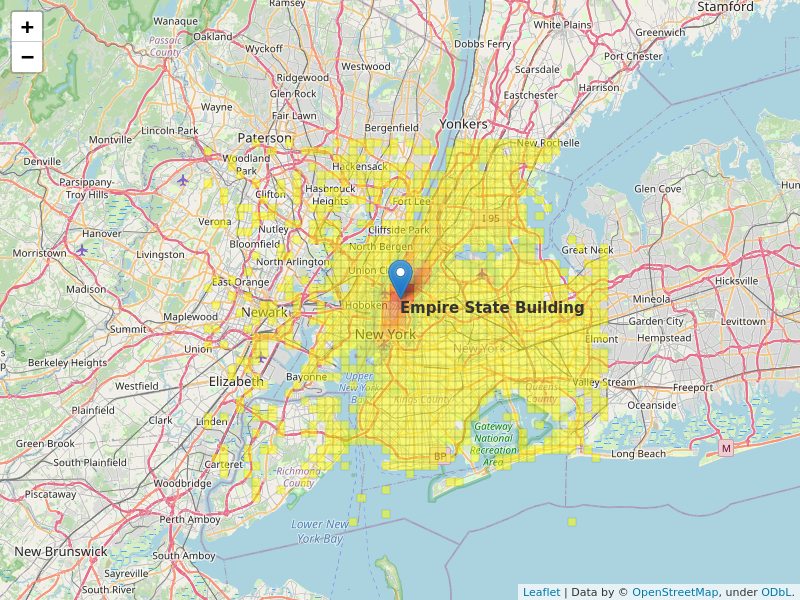 Ramsey
Stamford
Wanaque
Oakland
White Plains
Greenwich
Passaic
County
Wyckoff
Dobbs Ferry
Port Chester
Westwood
Scarsdale
Ridgewood
Harrison
Glen Rock
Eastchester
Wayne
Fair Lawn
Lincoln Park
Bergenfield
Yonkers
Montville
Paterson
New Rochelle
Denville
Woodland
Park
Hackensack
Parsippany-
Troy Hills
Clifton
Hasbrouck
Heights
Fort Lee
Glen Cove
Hun
Verona
Nutley
Cliffside Park
I 95
Hanover
Bloomfield
North Bergen
Great Neck
Morristown
Livingston
North Arlington
Union C
Hicksville
Madison
East Orange
Mineola
Maplewood
Newark
Hoboken
Empire State Building
Garden City
Levittown
Summit
New York
Elmont
Hempstead
Union
New York
Berkeley Heights
Bayonne
Upper
New York
Bay
Queens
County
Valley Stream
Freeport
Westfield
Elizabeth
Kings County
Oceanside
Plainfield
Clark
Linden
Gateway
National
Recreation
Area
Green Brook
Long Beach
M
South Plainfield
Carteret
Richmond
County
BP
Piscataway
Woodbridge
Perth Amboy
Lower New
York Bay
New Brunswick
South Amboy
Sayreville
South River
+
−
Leaflet | Data by © OpenStreetMap, under ODbL.